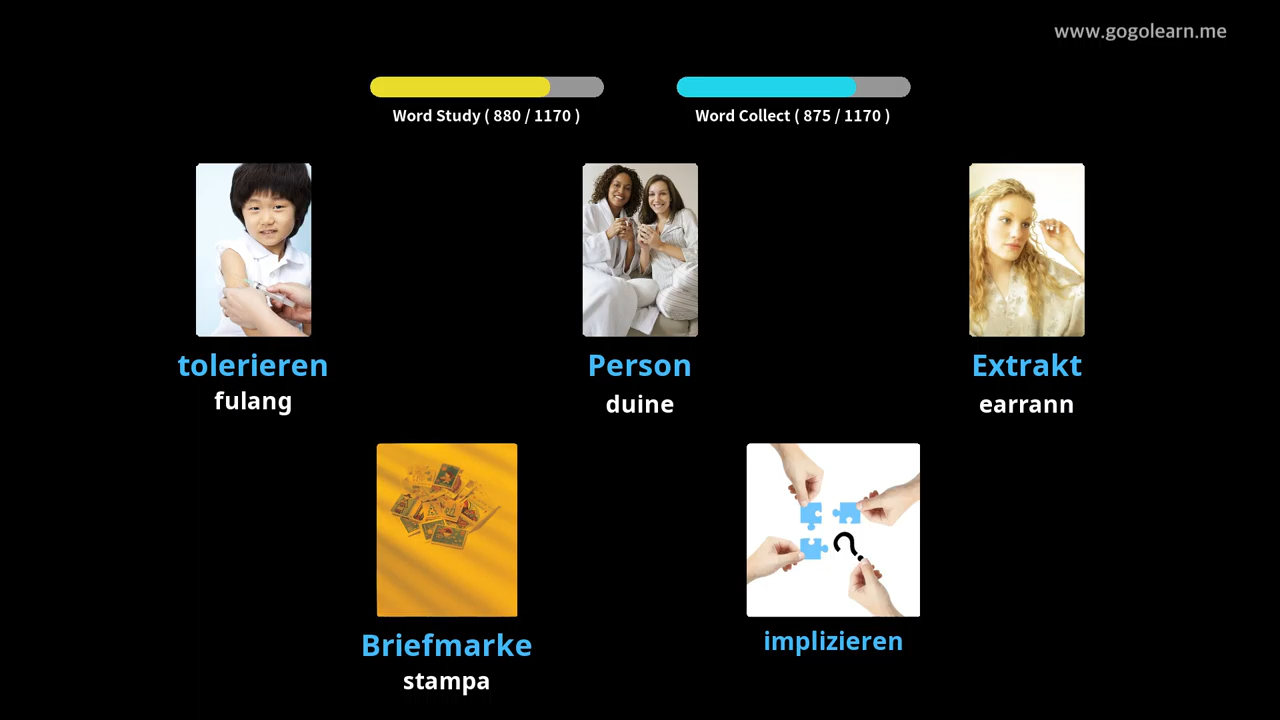 www.gogolearn.me
Word Study ( 880 / 1170 )
Word Collect ( 875 / 1170 )
tolerieren
fulang
Person
duine
Extrakt
earrann
Briefmarke
stampa
implizieren